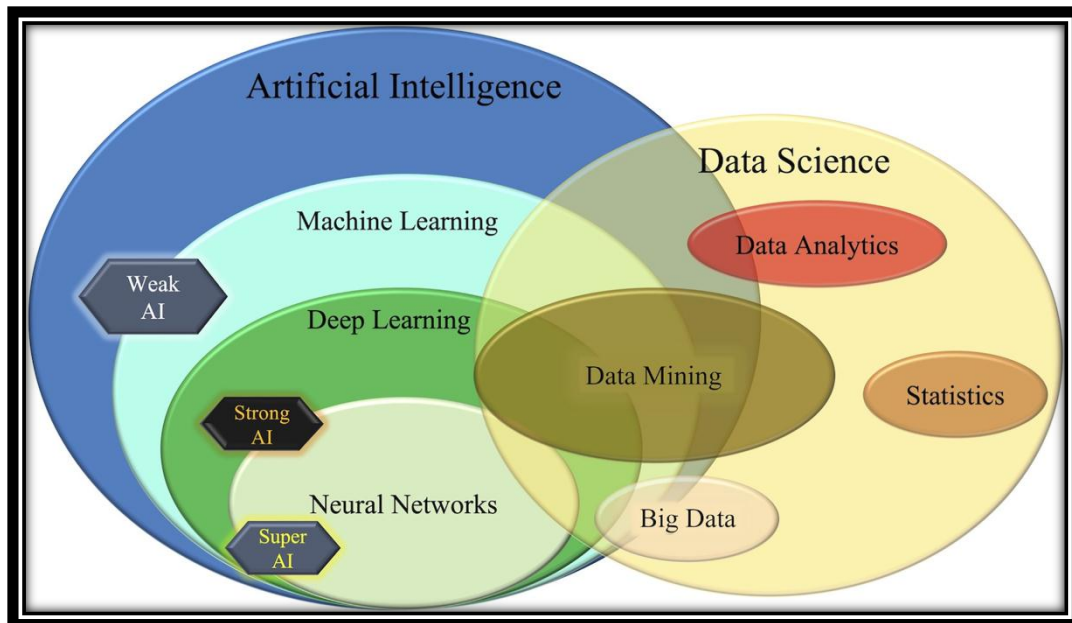 Artificial Intelligence
Data Science
Machine Learning
Data Analytics
Weak
AI
Deep Learning
Data Mining
Statistics
Strong
AI
Neural Networks
Big Data
Super
AI